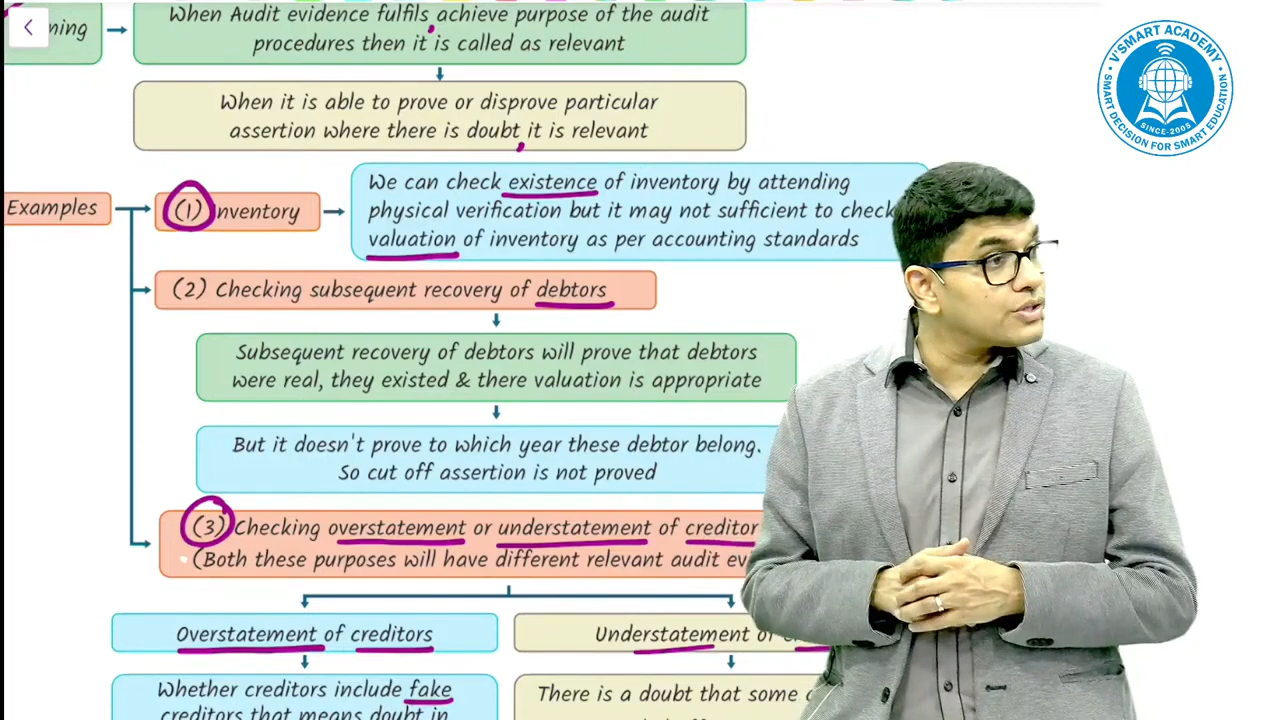 ning
When Audit evidence fulfils achieve purpose of the audit
procedures then it is called as relevant
When it is able to prove or disprove particular
assertion where there is doubt it is relevant
V'SMART ACADEMY
SMART DECISION FOR SMART EDUCATION
SINCE-2005
Examples
(1) Inventory
We can check existence of inventory by attending
physical verification but it may not sufficient to check
valuation of inventory as per accounting standards
(2) Checking subsequent recovery of debtors
Subsequent recovery of debtors will prove that debtors
were real, they existed & there valuation is appropriate
But it doesn't prove to which year these debtor belong.
So cut off assertion is not proved
(3) Checking overstatement or understatement of creditor
(Both these purposes will have different relevant audit ev
Overstatement of creditors
Understatement of
Whether creditors include fake
creditors that means doubt in
There is a doubt that some